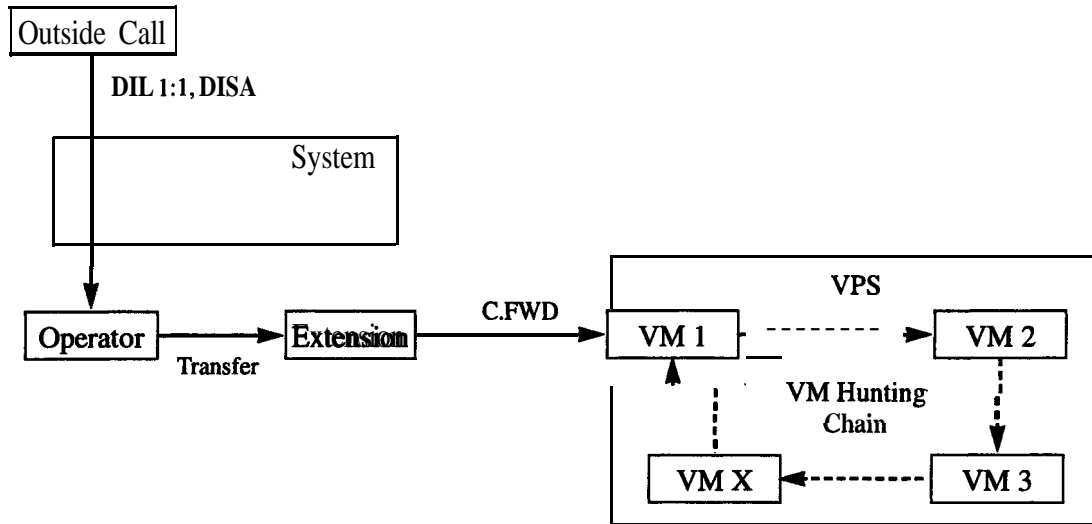 Outside Call
DIL 1:1, DISA
System
VPS
C.FWD
Operator
Extension
VM 1
VM 2
Transfer
VM Hunting
Chain
VM X
VM 3